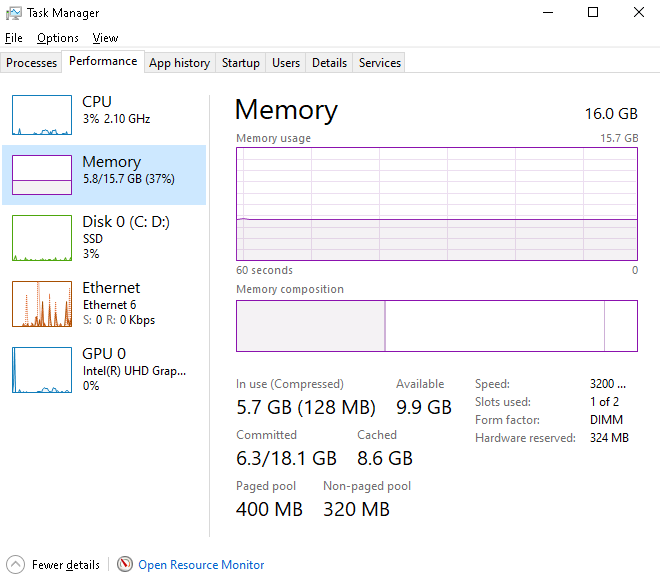 Task Manager
File Options View
Processes Performance App history Startup Users Details Services
CPU
3% 2.10 GHz
Memory
5.8/15.7 GB (37%)
Disk 0 (C: D:)
SSD
3%
Ethernet
Ethernet 6
S: 0 R: 0 Kbps
GPU 0
Intel(R) UHD Grap...
0%
Memory 16.0 GB
Memory usage 15.7 GB
60 seconds 0
Memory composition
In use (Compressed) Available
5.7 GB (128 MB) 9.9 GB
Committed Cached
6.3/18.1 GB 8.6 GB
Paged pool Non-paged pool
400 MB 320 MB
Speed: 3200 ...
Slots used: 1 of 2
Form factor: DIMM
Hardware reserved: 324 MB
Fewer details Open Resource Monitor